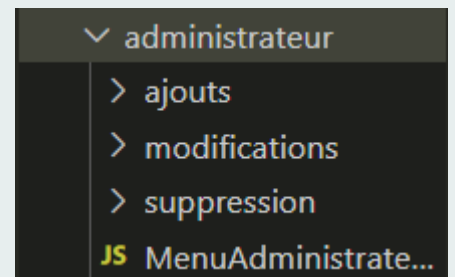 administrateur
ajouts
modifications
suppression
JS MenuAdministrate...